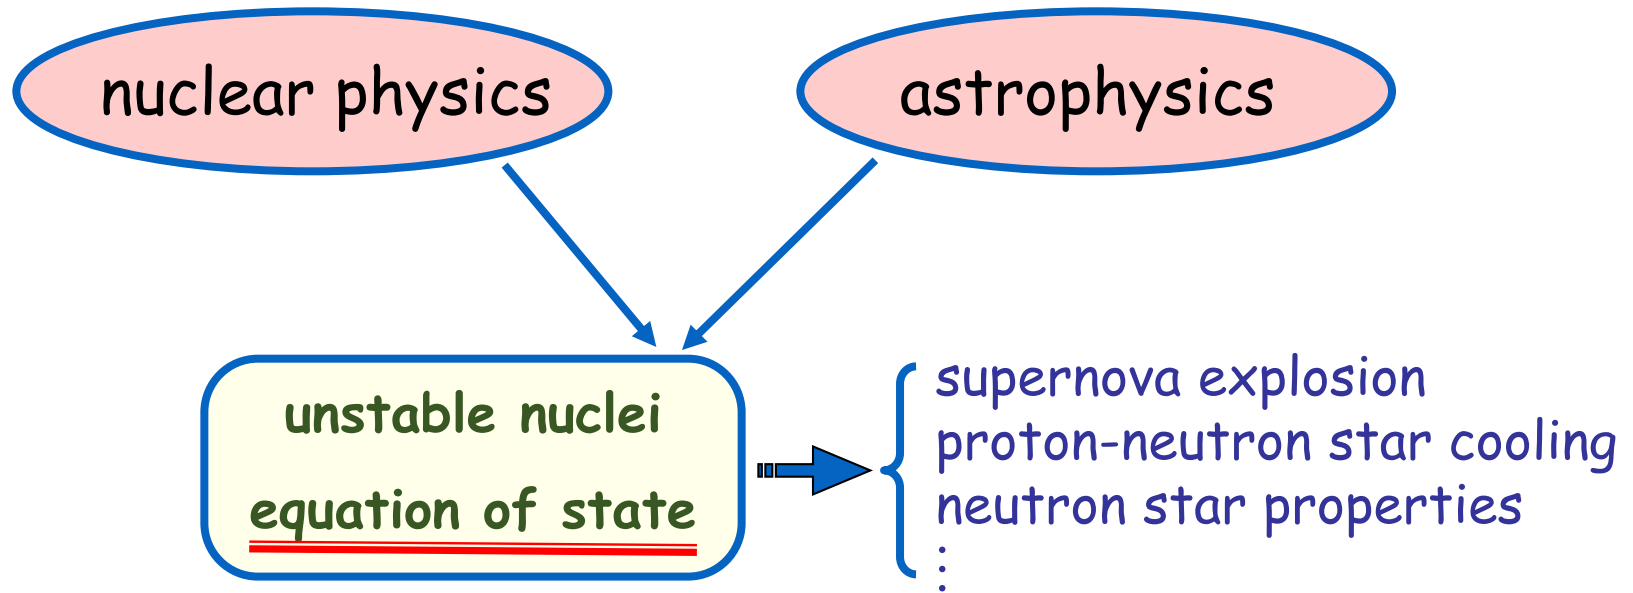 nuclear physics
astrophysics
unstable nuclei
equation of state
supernova explosion
proton-neutron star cooling
neutron star properties
⋮